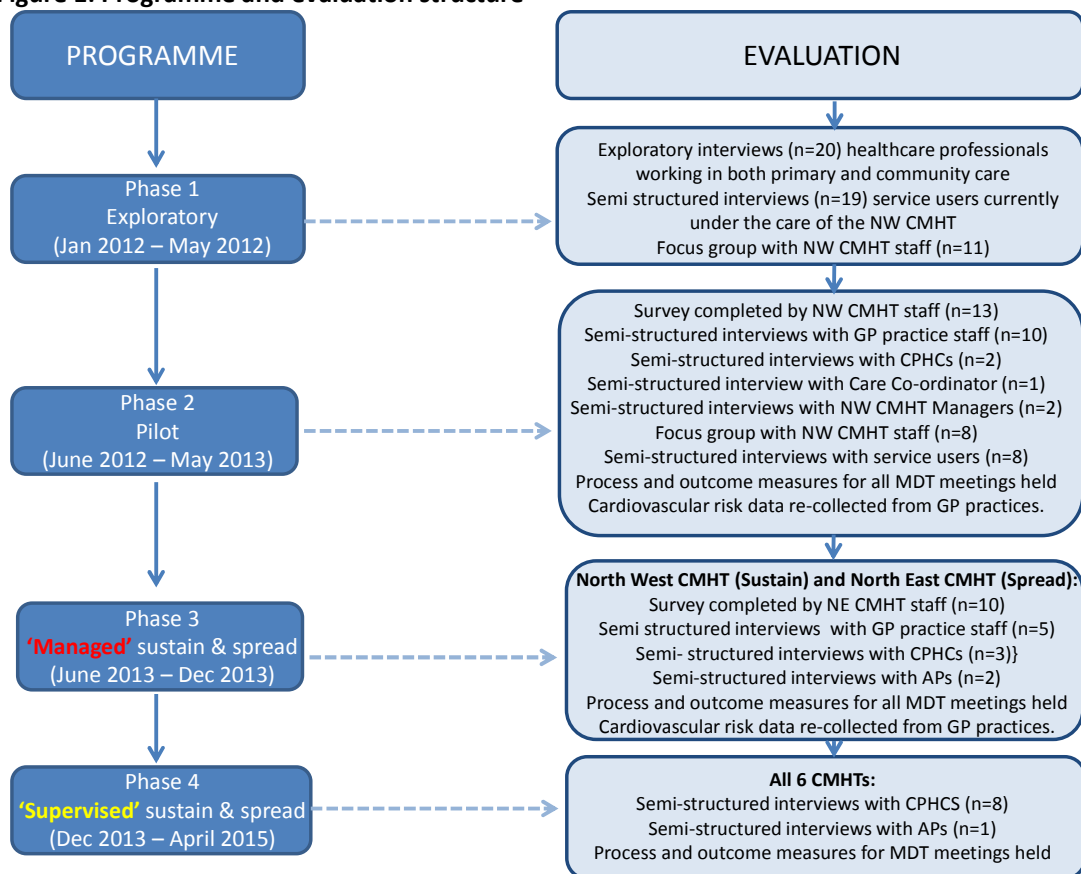 Figure 1: Programme and evaluation structure
PROGRAMME
EVALUATION
Phase 1
Exploratory
(Jan 2012 – May 2012)
Exploratory interviews (n=20) healthcare professionals
working in both primary and community care
Semi structured interviews (n=19) service users currently
under the care of the NW CMHT
Focus group with NW CMHT staff (n=11)
Phase 2
Pilot
(June 2012 – May 2013)
Survey completed by NW CMHT staff (n=13)
Semi-structured interviews with GP practice staff (n=10)
Semi-structured interviews with CPHCs (n=2)
Semi-structured interview with Care Co-ordinator (n=1)
Semi-structured interviews with NW CMHT Managers (n=2)
Focus group with NW CMHT staff (n=8)
Semi-structured interviews with service users (n=8)
Process and outcome measures for all MDT meetings held
Cardiovascular risk data re-collected from GP practices.
Phase 3
‘Managed’ sustain & spread
(June 2013 – Dec 2013)
North West CMHT (Sustain) and North East CMHT (Spread):
Survey completed by NE CMHT staff (n=10)
Semi structured interviews with GP practice staff (n=5)
Semi- structured interviews with CPHCs (n=3)}
Semi-structured interviews with APs (n=2)
Process and outcome measures for all MDT meetings held
Cardiovascular risk data re-collected from GP practices.
Phase 4
‘Supervised’ sustain & spread
(Dec 2013 – April 2015)
All 6 CMHTs:
Semi-structured interviews with CPHCS (n=8)
Semi-structured interviews with APs (n=1)
Process and outcome measures for MDT meetings held